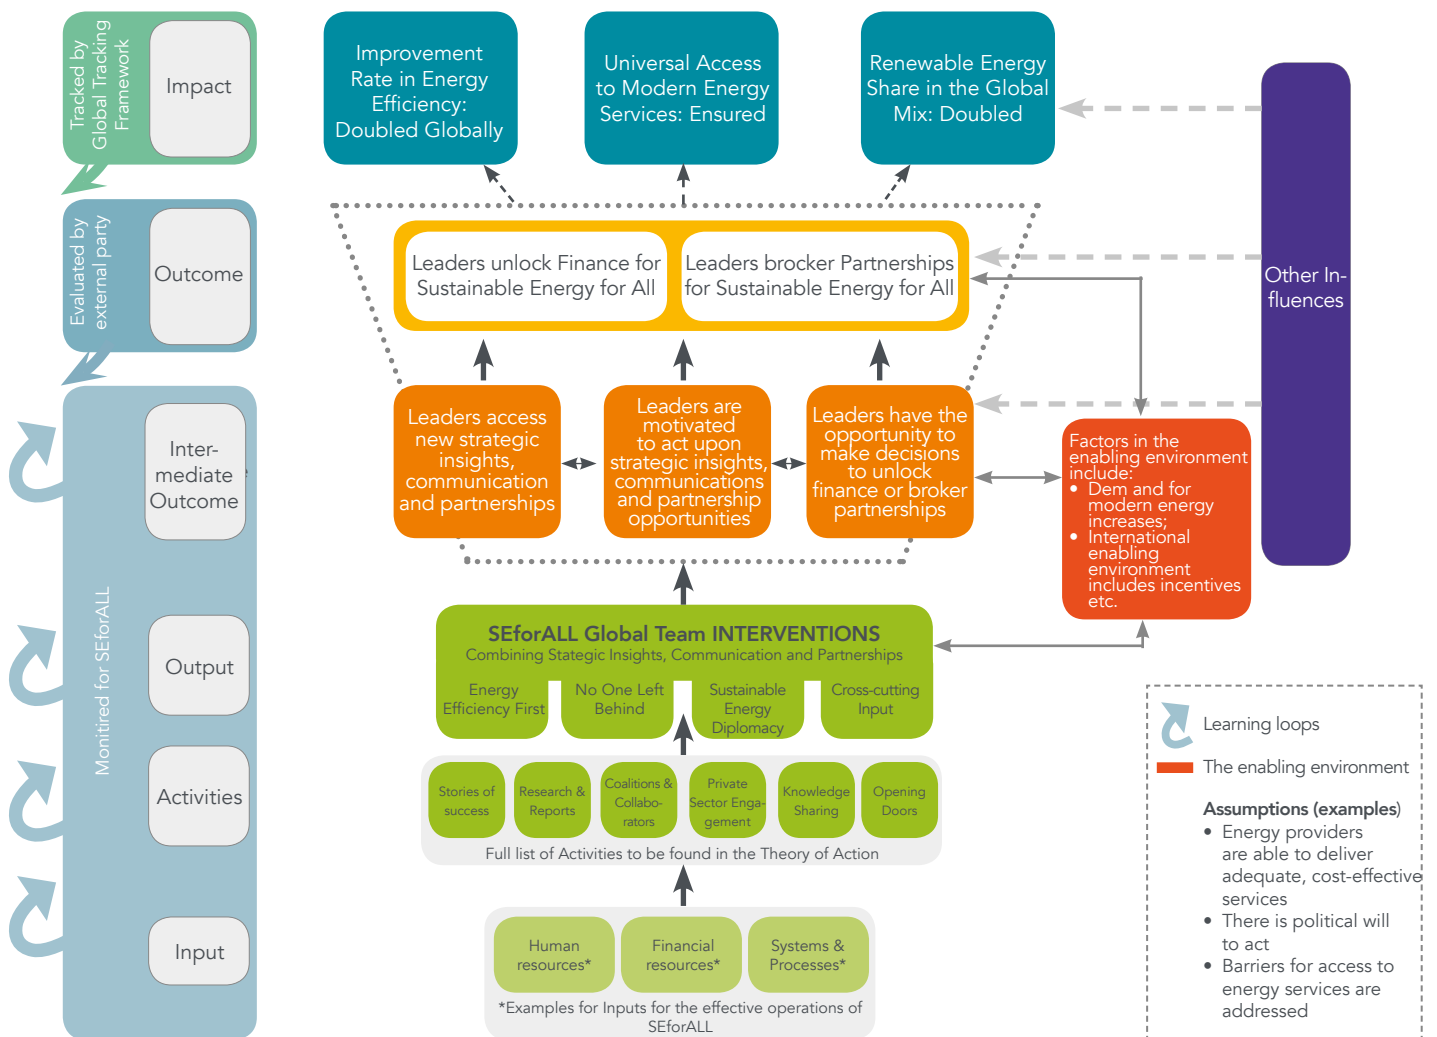 Tracked by
Global Tracking
Framework
Impact
Improvement
Rate in Energy
Efficiency:
Doubled Globally
Universal Access
to Modern Energy
Services: Ensured
Renewable Energy
Share in the Global
Mix: Doubled
Evaluated by
external party
Outcome
Leaders unlock Finance for
Sustainable Energy for All
Leaders brocker Partnerships
for Sustainable Energy for All
Other In-
fluences
Monitired for SEforALL
Inter-
mediate
Outcome
Leaders access
new strategic
insights,
communication
and partnerships
Leaders are
motivated
to act upon
strategic insights,
communications
and partnership
opportunities
Leaders have the
opportunity to
make decisions
to unlock
finance or broker
partnerships
Factors in the
enabling environment
include:
• Dem and for
modern energy
increases;
• International
enabling
environment
includes incentives
etc.
Output
SEforALL Global Team INTERVENTIONS
Combining Stategic Insights, Communication and Partnerships
Energy
Efficiency First
No One Left
Behind
Sustainable
Energy
Diplomacy
Cross-cutting
Input
Activities
Stories of
success
Research &
Reports
Coalitions &
Collabo-
rators
Private
Sector Enga-
gement
Knowledge
Sharing
Opening
Doors
Full list of Activities to be found in the Theory of Action
Input
Human
resources*
Financial
resources*
Systems &
Processes*
*Examples for Inputs for the effective operations of
SEforALL
Learning loops
The enabling environment
Assumptions (examples)
• Energy providers
are able to deliver
adequate, cost-effective
services
• There is political will
to act
• Barriers for access to
energy services are
addressed